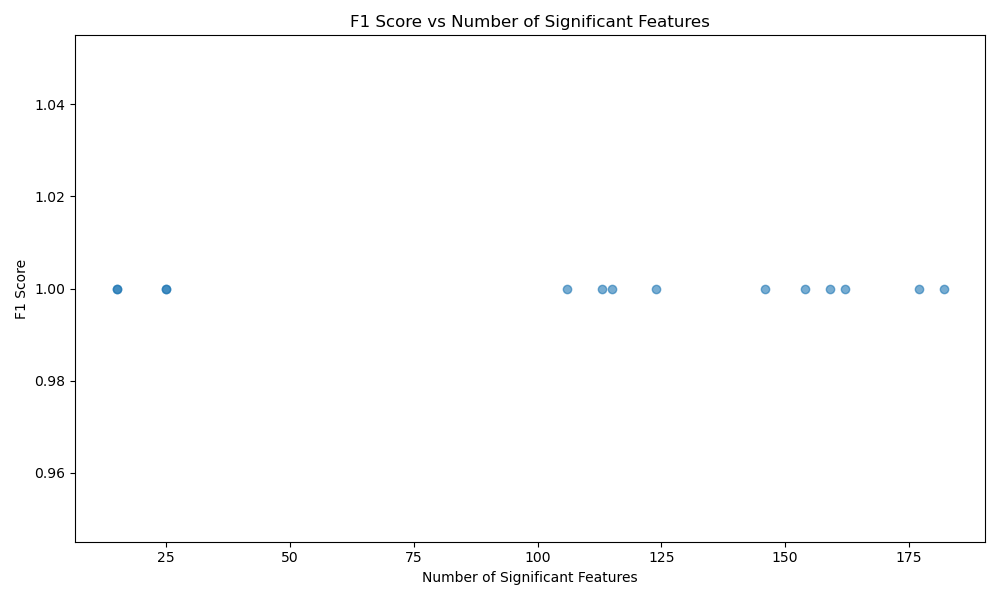 F1 Score vs Number of Significant Features
1.04
1.02
1.00
0.98
0.96
F1 Score
25 50 75 100 125 150 175
Number of Significant Features